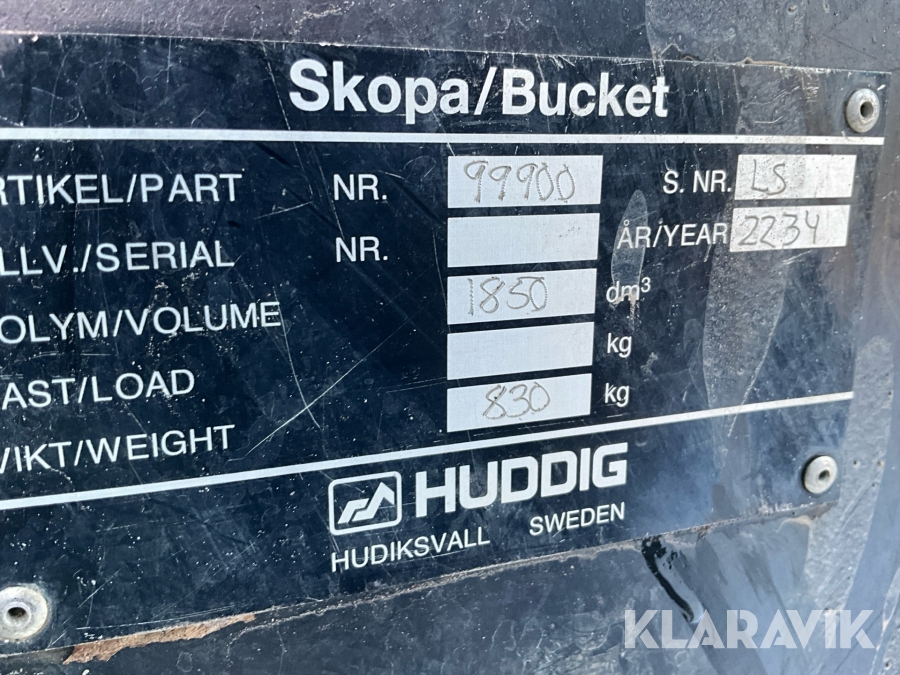 Skopa/Bucket
RTIKEL/PART NR. 99900 S. NR. LS
LLV./SERIAL NR. ÅR/YEAR 2234
OLYM/VOLUME 1850 dm³
AST/LOAD kg
IKT/WEIGHT 830 kg
HUDDIG
HUDIKSVALL SWEDEN
KLARAVIK